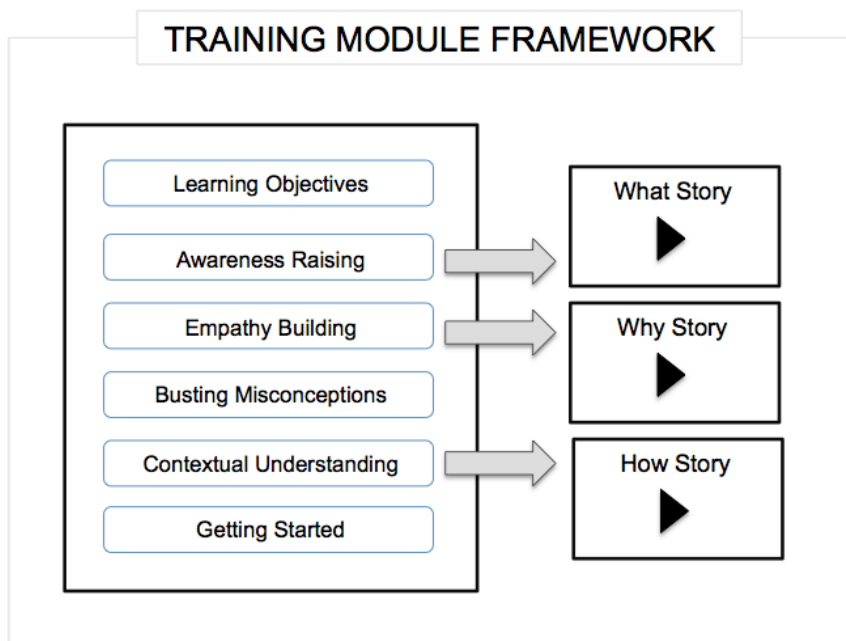 TRAINING MODULE FRAMEWORK
Learning Objectives
Awareness Raising
Empathy Building
Busting Misconceptions
Contextual Understanding
Getting Started
What Story
Why Story
How Story